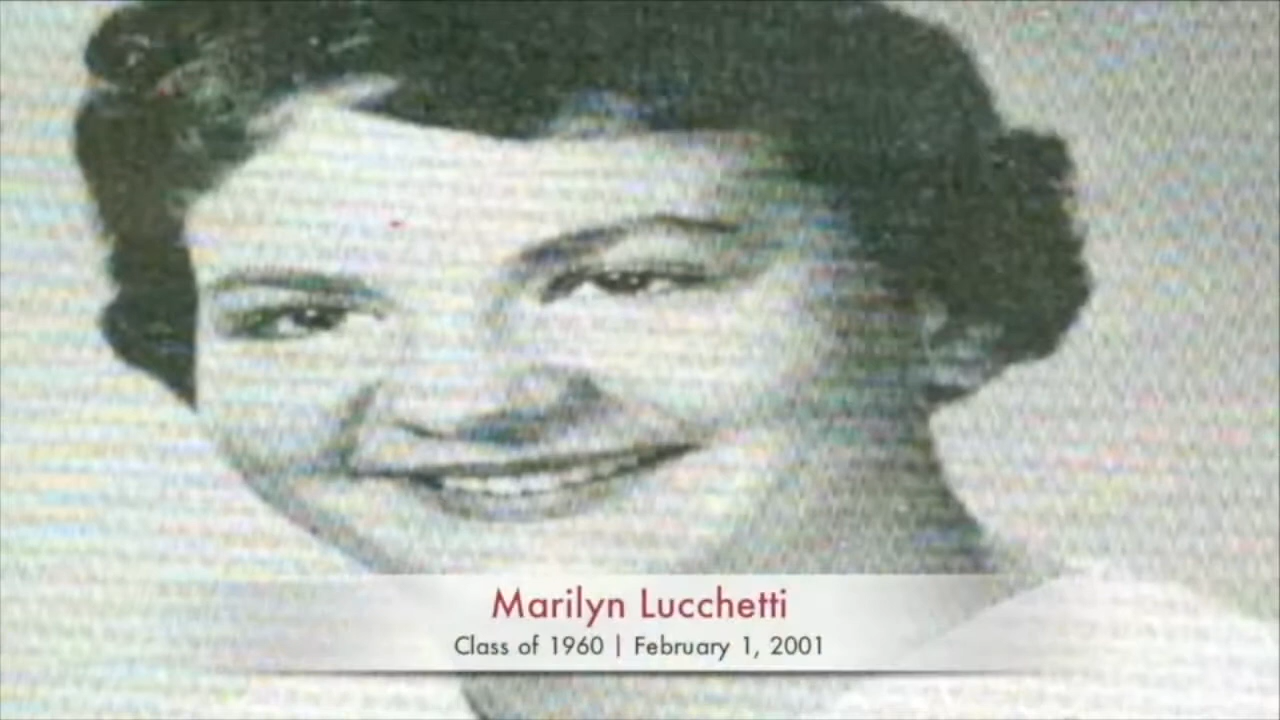 Marilyn Lucchetti
Class of 1960 | February 1, 2001